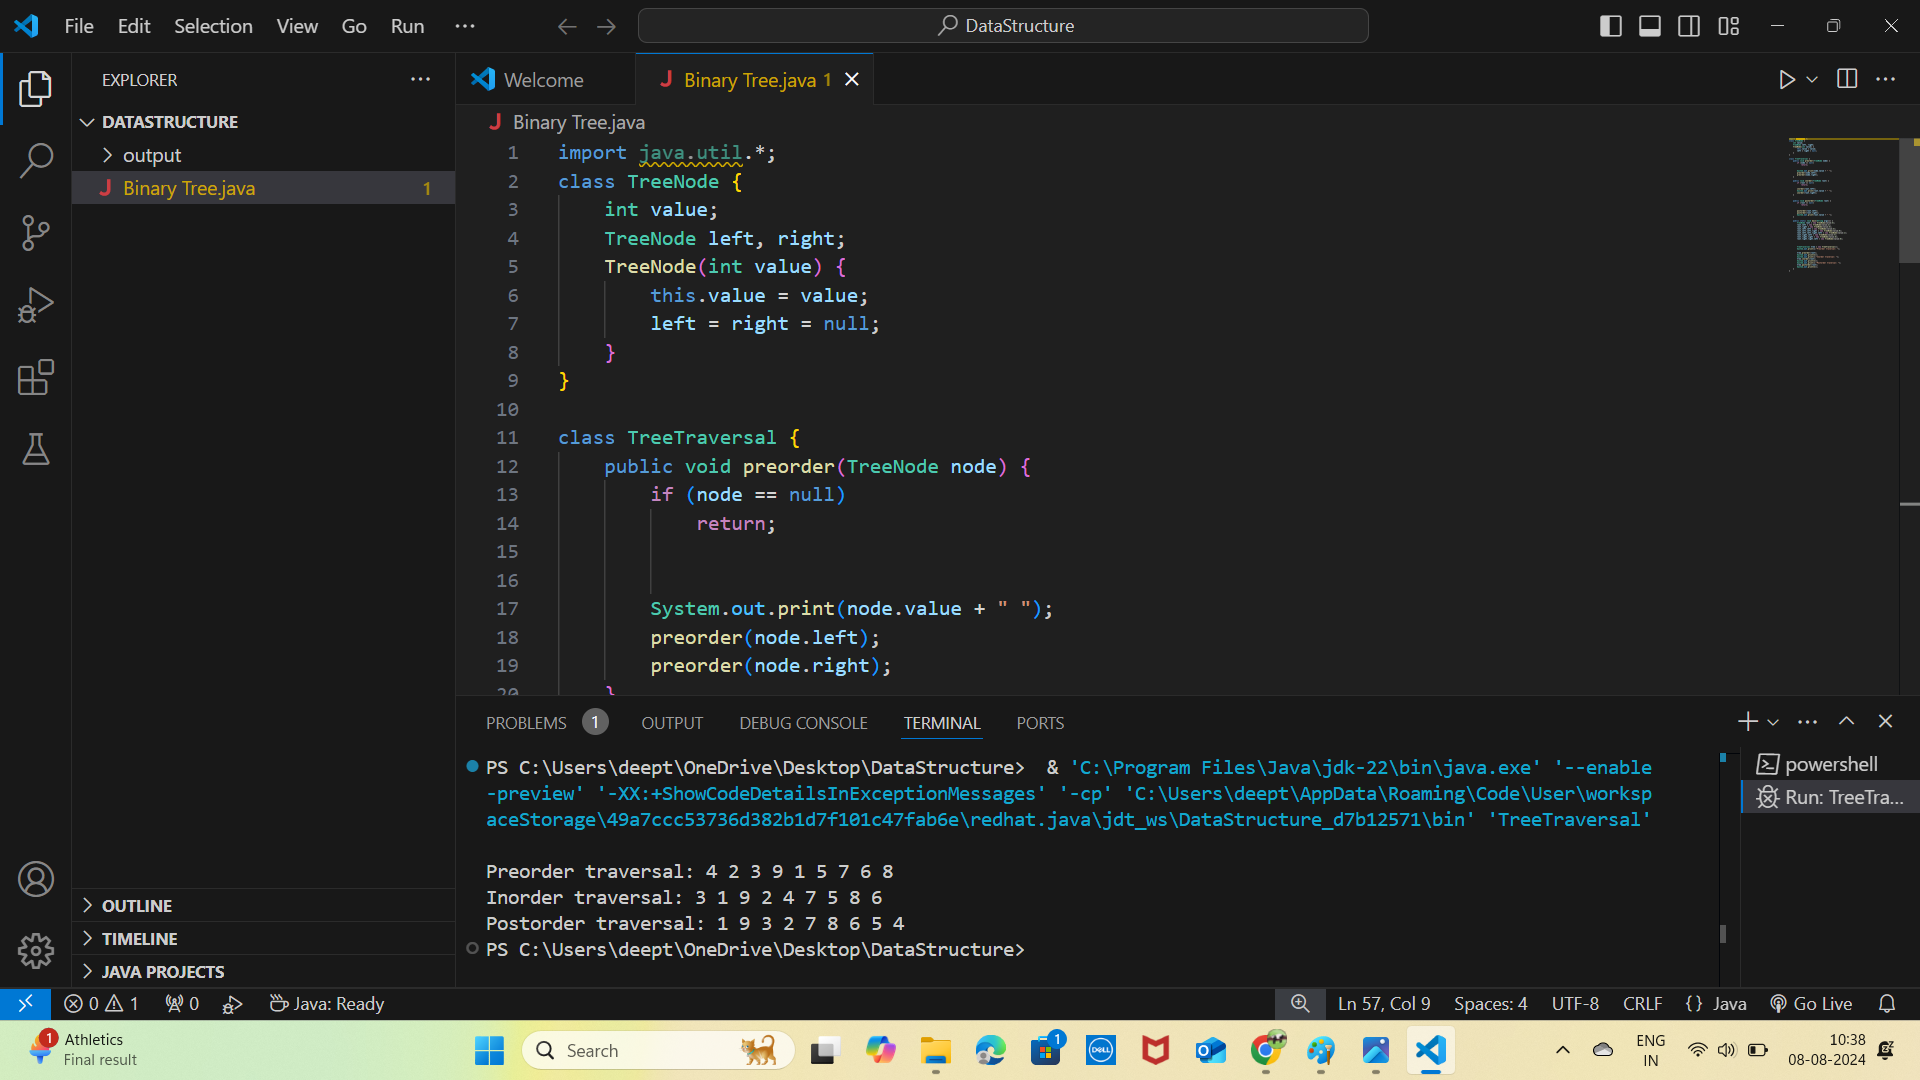 File Edit Selection View Go Run ··· DataStructure
EXPLORER ···
DATASTRUCTURE
output
J Binary Tree.java 1
OUTLINE
TIMELINE
JAVA PROJECTS
Welcome J Binary Tree.java 1
J Binary Tree.java
1 import java.util.*;
2 class TreeNode {
3 int value;
4 TreeNode left, right;
5 TreeNode(int value) {
6 this.value = value;
7 left = right = null;
8 }
9 }
10
11 class TreeTraversal {
12 public void preorder(TreeNode node) {
13 if (node == null)
14 return;
15
16
17 System.out.print(node.value + " ");
18 preorder(node.left);
19 preorder(node.right);
20 }
PROBLEMS 1 OUTPUT DEBUG CONSOLE TERMINAL PORTS
PS C:\Users\deept\OneDrive\Desktop\DataStructure> & 'C:\Program Files\Java\jdk-22\bin\java.exe' '--enable
-preview' '-XX:+ShowCodeDetailsInExceptionMessages' '-cp' 'C:\Users\deept\AppData\Roaming\Code\User\worksp
aceStorage\49a7ccc53736d382b1d7f101c47fab6e\redhat.java\jdt_ws\DataStructure_d7b12571\bin' 'TreeTraversal'
Preorder traversal: 4 2 3 9 1 5 7 6 8
Inorder traversal: 3 1 9 2 4 7 5 8 6
Postorder traversal: 1 9 3 2 7 8 6 5 4
PS C:\Users\deept\OneDrive\Desktop\DataStructure>
powershell
Run: TreeTra...
0 1 0 Java: Ready Ln 57, Col 9 Spaces: 4 UTF-8 CRLF {} Java Go Live
1 Athletics
Final result
Search
1
DELL
ENG
IN
10:38
08-08-2024